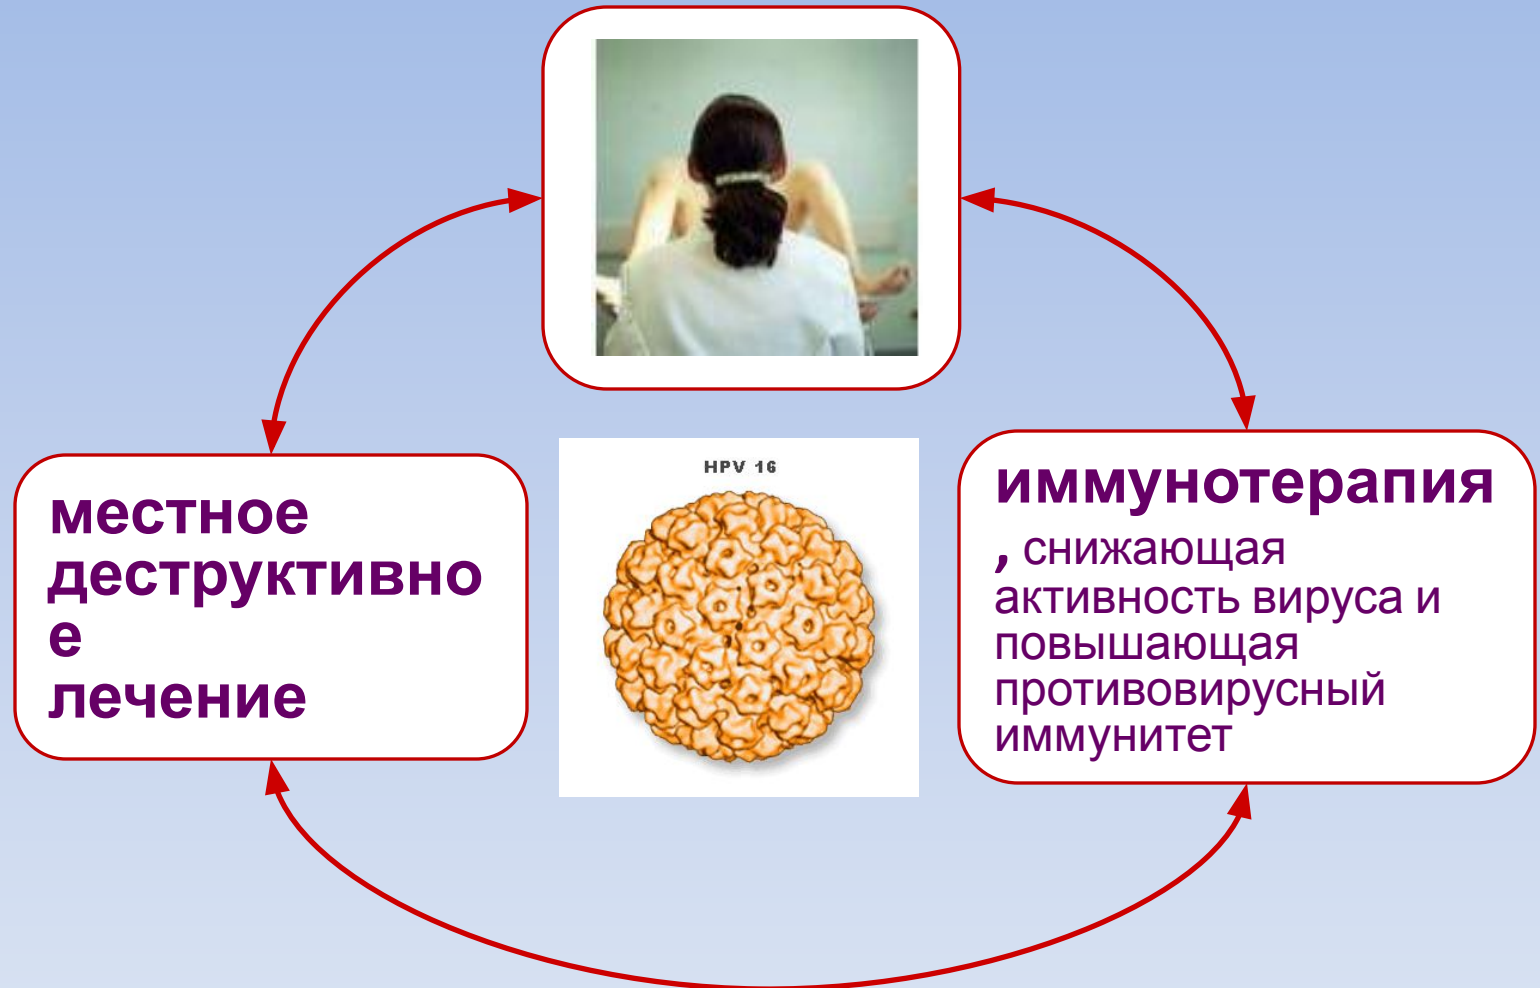 HPV 16
местное
деструктивно
е
лечение
иммунотерапия
, снижающая
активность вируса и
повышающая
противовирусный
иммунитет